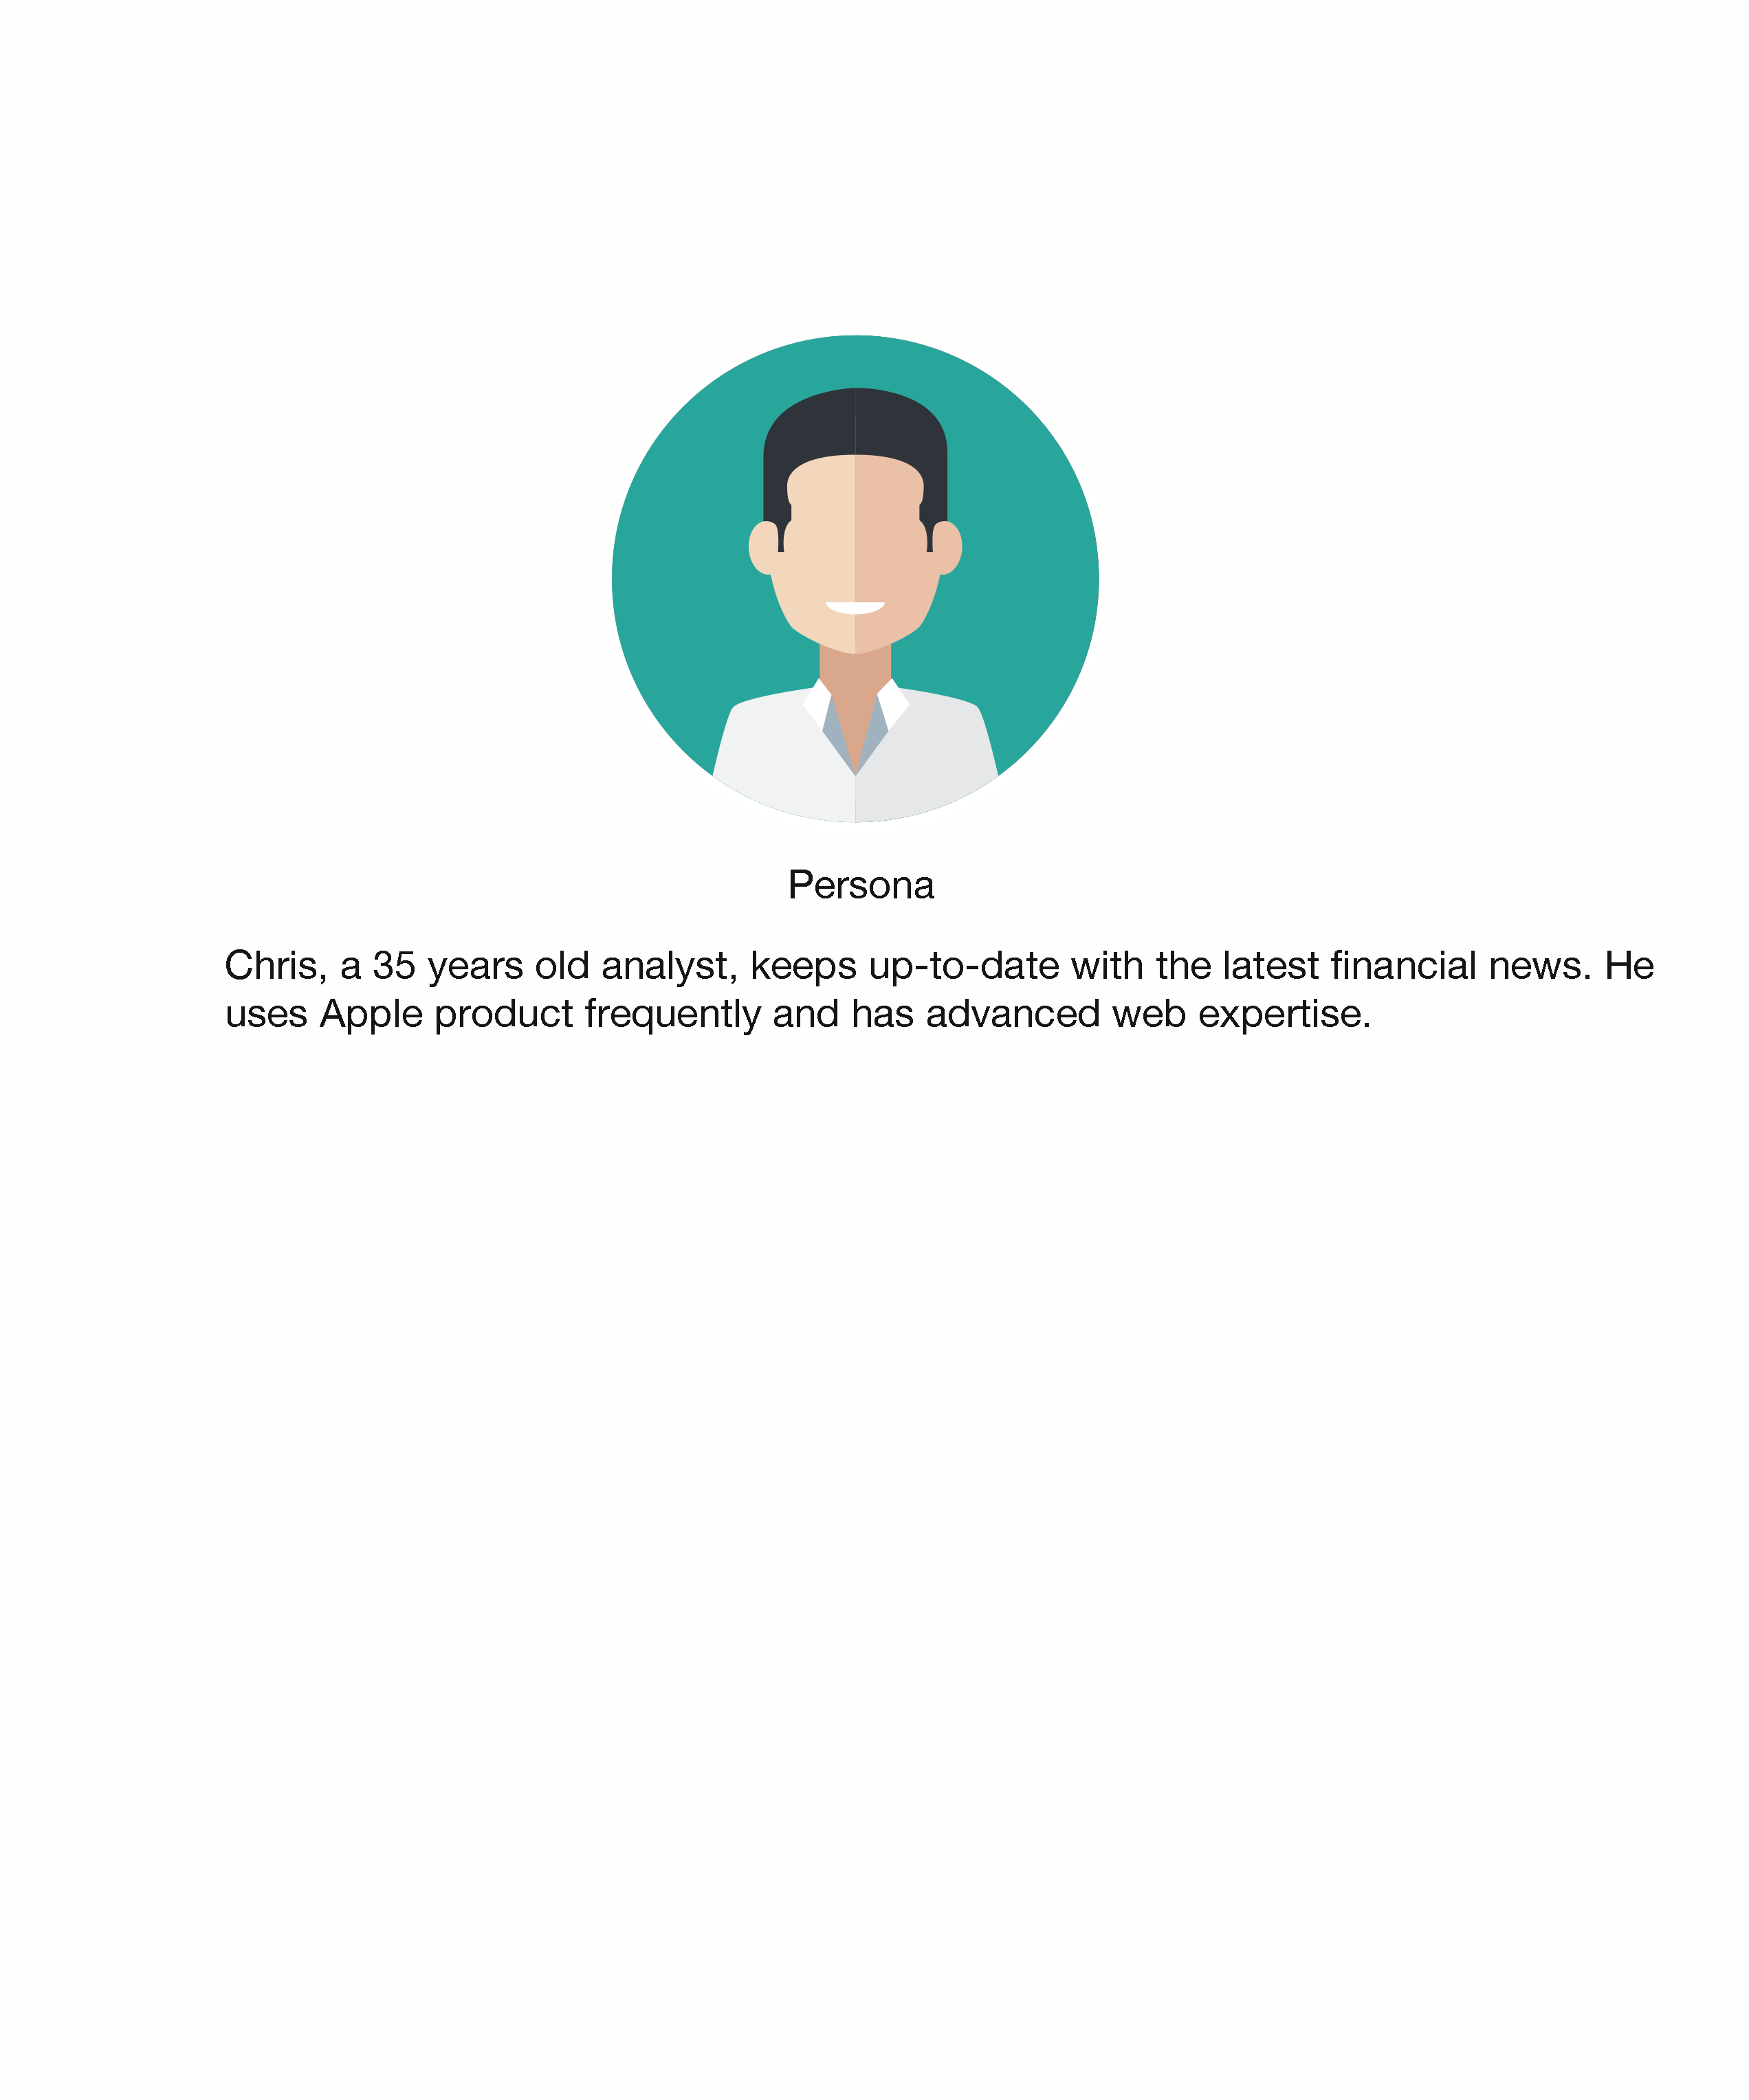 Persona
Chris, a 35 years old analyst, keeps up-to-date with the latest financial news. He
uses Apple product frequently and has advanced web expertise.